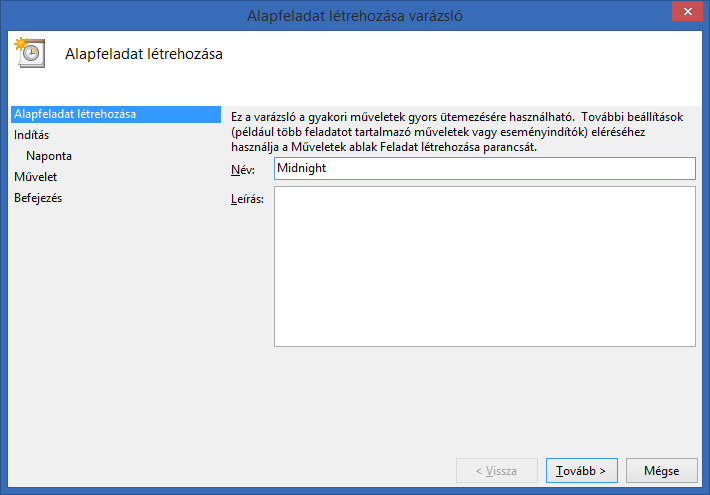 Alapfeladat létrehozása varázsló
Alapfeladat létrehozása
Alapfeladat létrehozása
Indítás
Naponta
Művelet
Befejezés
Ez a varázsló a gyakori műveletek gyors ütemezésére használható. További beállítások
(például több feladatot tartalmazó műveletek vagy eseményindítók) eléréséhez
használja a Műveletek ablak Feladat létrehozása parancsát.
Név: Midnight
Leírás:
< Vissza Tovább > Mégse